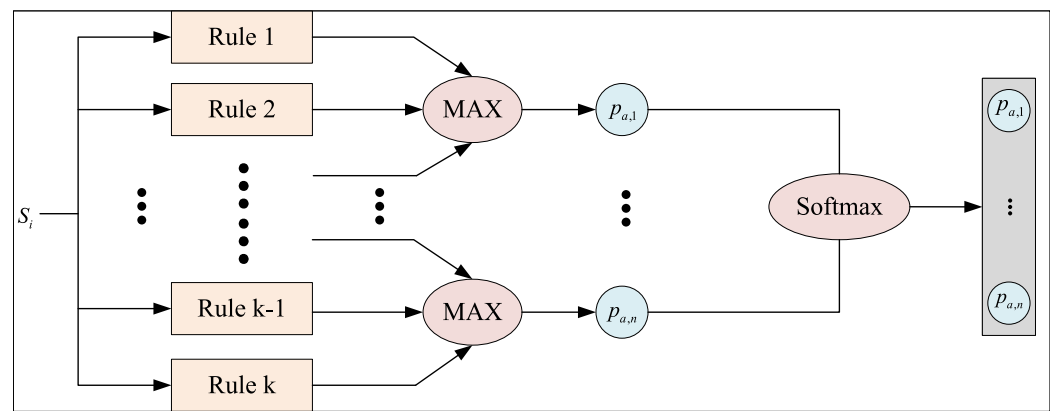 Rule 1
Rule 2
MAX
p_{a,1}
p_{a,1}
S_i
Softmax
Rule k-1
MAX
p_{a,n}
p_{a,n}
Rule k